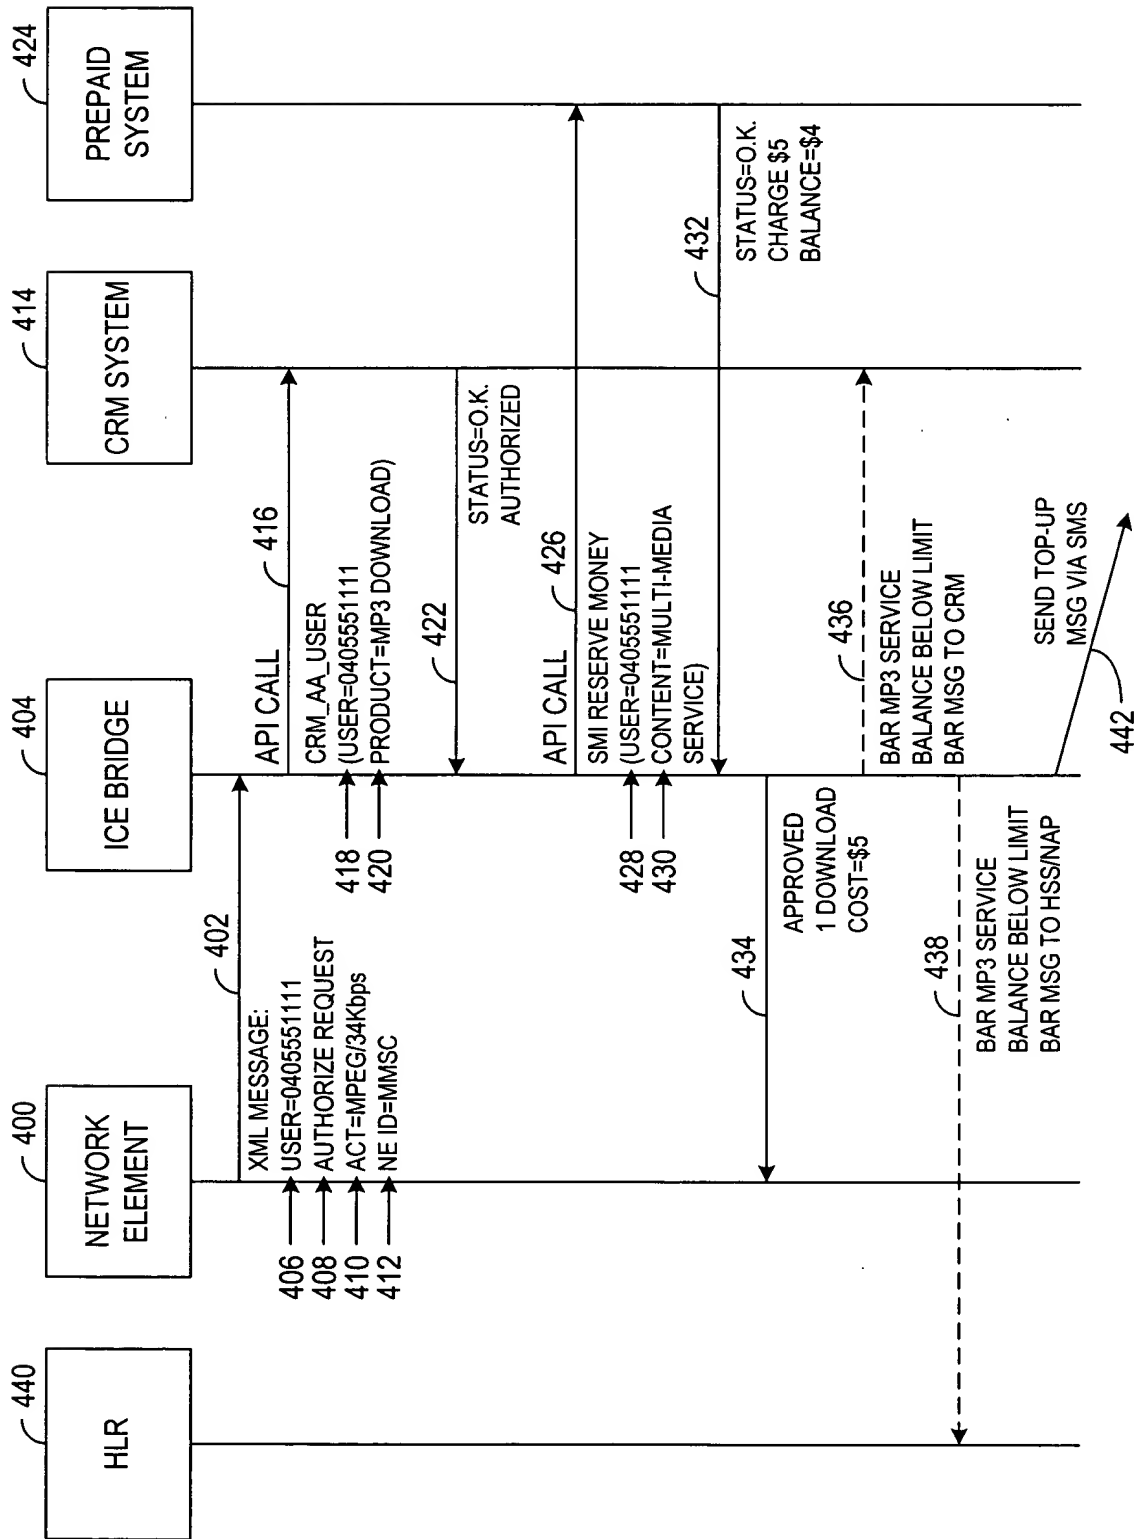 440
HLR
400
NETWORK
ELEMENT
404
ICE BRIDGE
414
CRM SYSTEM
424
PREPAID
SYSTEM
402
XML MESSAGE:
406
USER=0405551111
408
AUTHORIZE REQUEST
410
ACT=MPEG/34Kbps
412
NE ID=MMSC
API CALL
416
CRM_AA_USER
418
(USER=0405551111
420
PRODUCT=MP3 DOWNLOAD)
422
STATUS=O.K.
AUTHORIZED
API CALL
426
SMI RESERVE MONEY
428
(USER=0405551111
430
CONTENT=MULTI-MEDIA
SERVICE)
432
STATUS=O.K.
CHARGE $5
BALANCE=$4
434
APPROVED
1 DOWNLOAD
COST=$5
436
BAR MP3 SERVICE
BALANCE BELOW LIMIT
BAR MSG TO CRM
438
BAR MP3 SERVICE
BALANCE BELOW LIMIT
BAR MSG TO HSS/NAP
SEND TOP-UP
MSG VIA SMS
442